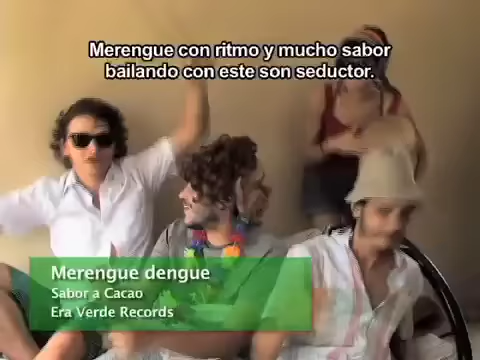 Merengue con ritmo y mucho sabor
bailando con este son seductor.
Merengue dengue
Sabor a Cacao
Era Verde Records